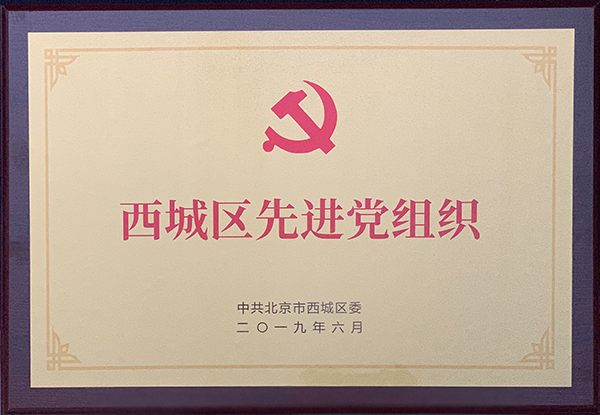 西城区先进党组织
中共北京市西城区委
二〇一九年六月